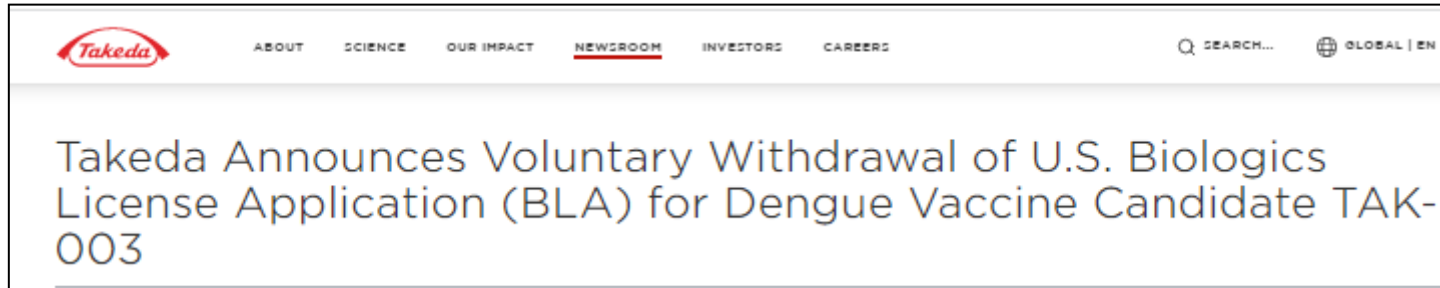 Takeda ABOUT SCIENCE OUR IMPACT NEWSROOM INVESTORS CAREERS SEARCH... GLOBAL | EN
Takeda Announces Voluntary Withdrawal of U.S. Biologics
License Application (BLA) for Dengue Vaccine Candidate TAK-
003